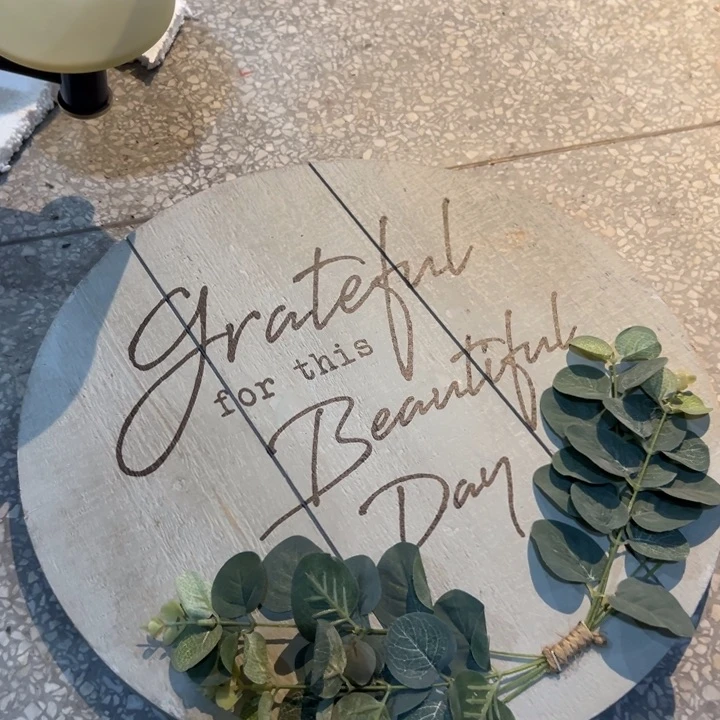 Grateful
for this
Beautiful
Day